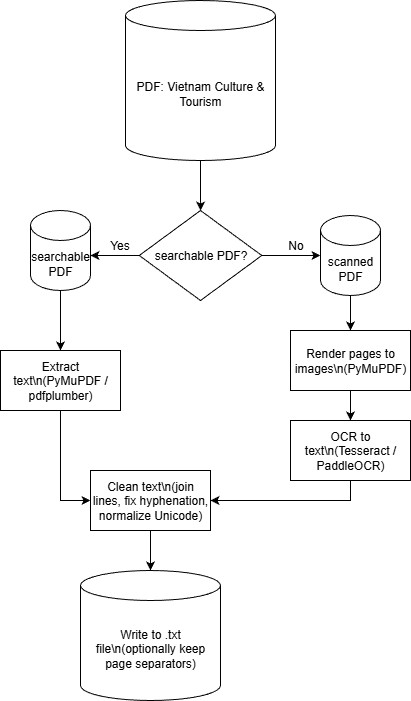 PDF: Vietnam Culture &
Tourism
searchable PDF?
Yes
No
searchable
PDF
scanned
PDF
Extract
text\n(PyMuPDF /
pdfplumber)
Render pages to
images\n(PyMuPDF)
OCR to
text\n(Tesseract /
PaddleOCR)
Clean text\n(join
lines, fix hyphenation,
normalize Unicode)
Write to .txt
file\n(optionally keep
page separators)